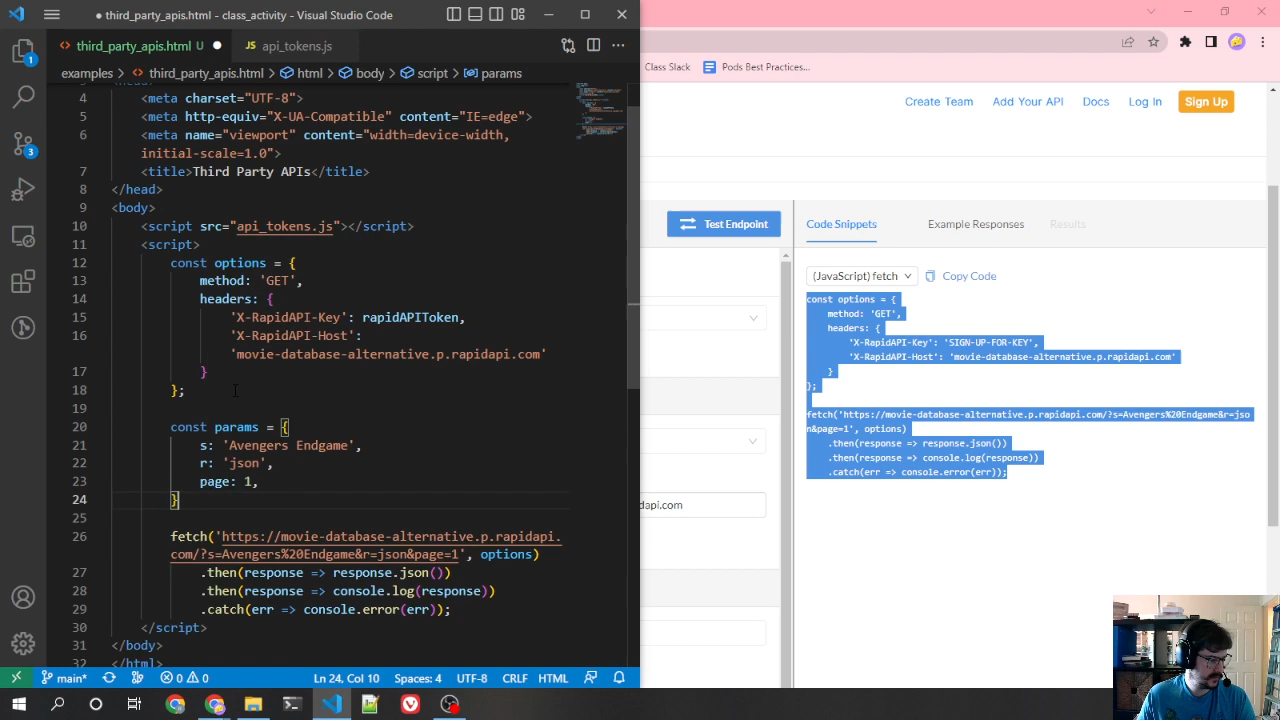 third_party_apis.html - class_activity - Visual Studio Code
third_party_apis.html U
JS api_tokens.js
examples > third_party_apis.html > html > body > script > params
4 <meta charset="UTF-8">
5 <meta http-equiv="X-UA-Compatible" content="IE=edge">
6 <meta name="viewport" content="width=device-width,
initial-scale=1.0">
7 <title>Third Party APIs</title>
8 </head>
9 <body>
10 <script src="api_tokens.js"></script>
11 <script>
12 const options = {
13 method: 'GET',
14 headers: {
15 'X-RapidAPI-Key': rapidAPIToken,
16 'X-RapidAPI-Host':
'movie-database-alternative.p.rapidapi.com'
17 }
18 };
19
20 const params = {
21 s: 'Avengers Endgame',
22 r: 'json',
23 page: 1,
24 }
25
26 fetch('https://movie-database-alternative.p.rapidapi.
com/?s=Avengers%20Endgame&r=json&page=1', options)
27 .then(response => response.json())
28 .then(response => console.log(response))
29 .catch(err => console.error(err));
30 </script>
31 </body>
32 </html>
1
3
main*
0 0
Ln 24, Col 10
Spaces: 4
UTF-8
CRLF
HTML
Class Slack
Pods Best Practices...
Create Team
Add Your API
Docs
Log In
Sign Up
Test Endpoint
Code Snippets
Example Responses
Results
(JavaScript) fetch
Copy Code
const options = {
method: 'GET',
headers: {
'X-RapidAPI-Key': 'SIGN-UP-FOR-KEY',
'X-RapidAPI-Host': 'movie-database-alternative.p.rapidapi.com'
}
};
fetch('https://movie-database-alternative.p.rapidapi.com/?s=Avengers%20Endgame&r=jso
n&page=1', options)
.then(response => response.json())
.then(response => console.log(response))
.catch(err => console.error(err));
dapi.com